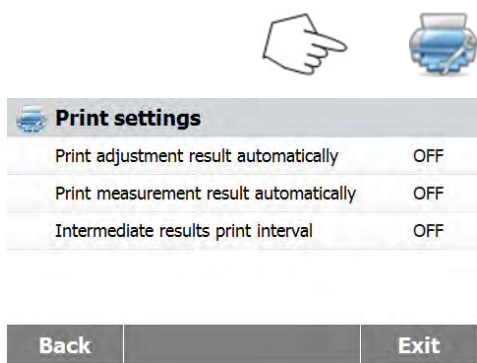 Print settings
Print adjustment result automatically OFF
Print measurement result automatically OFF
Intermediate results print interval OFF
Back Exit